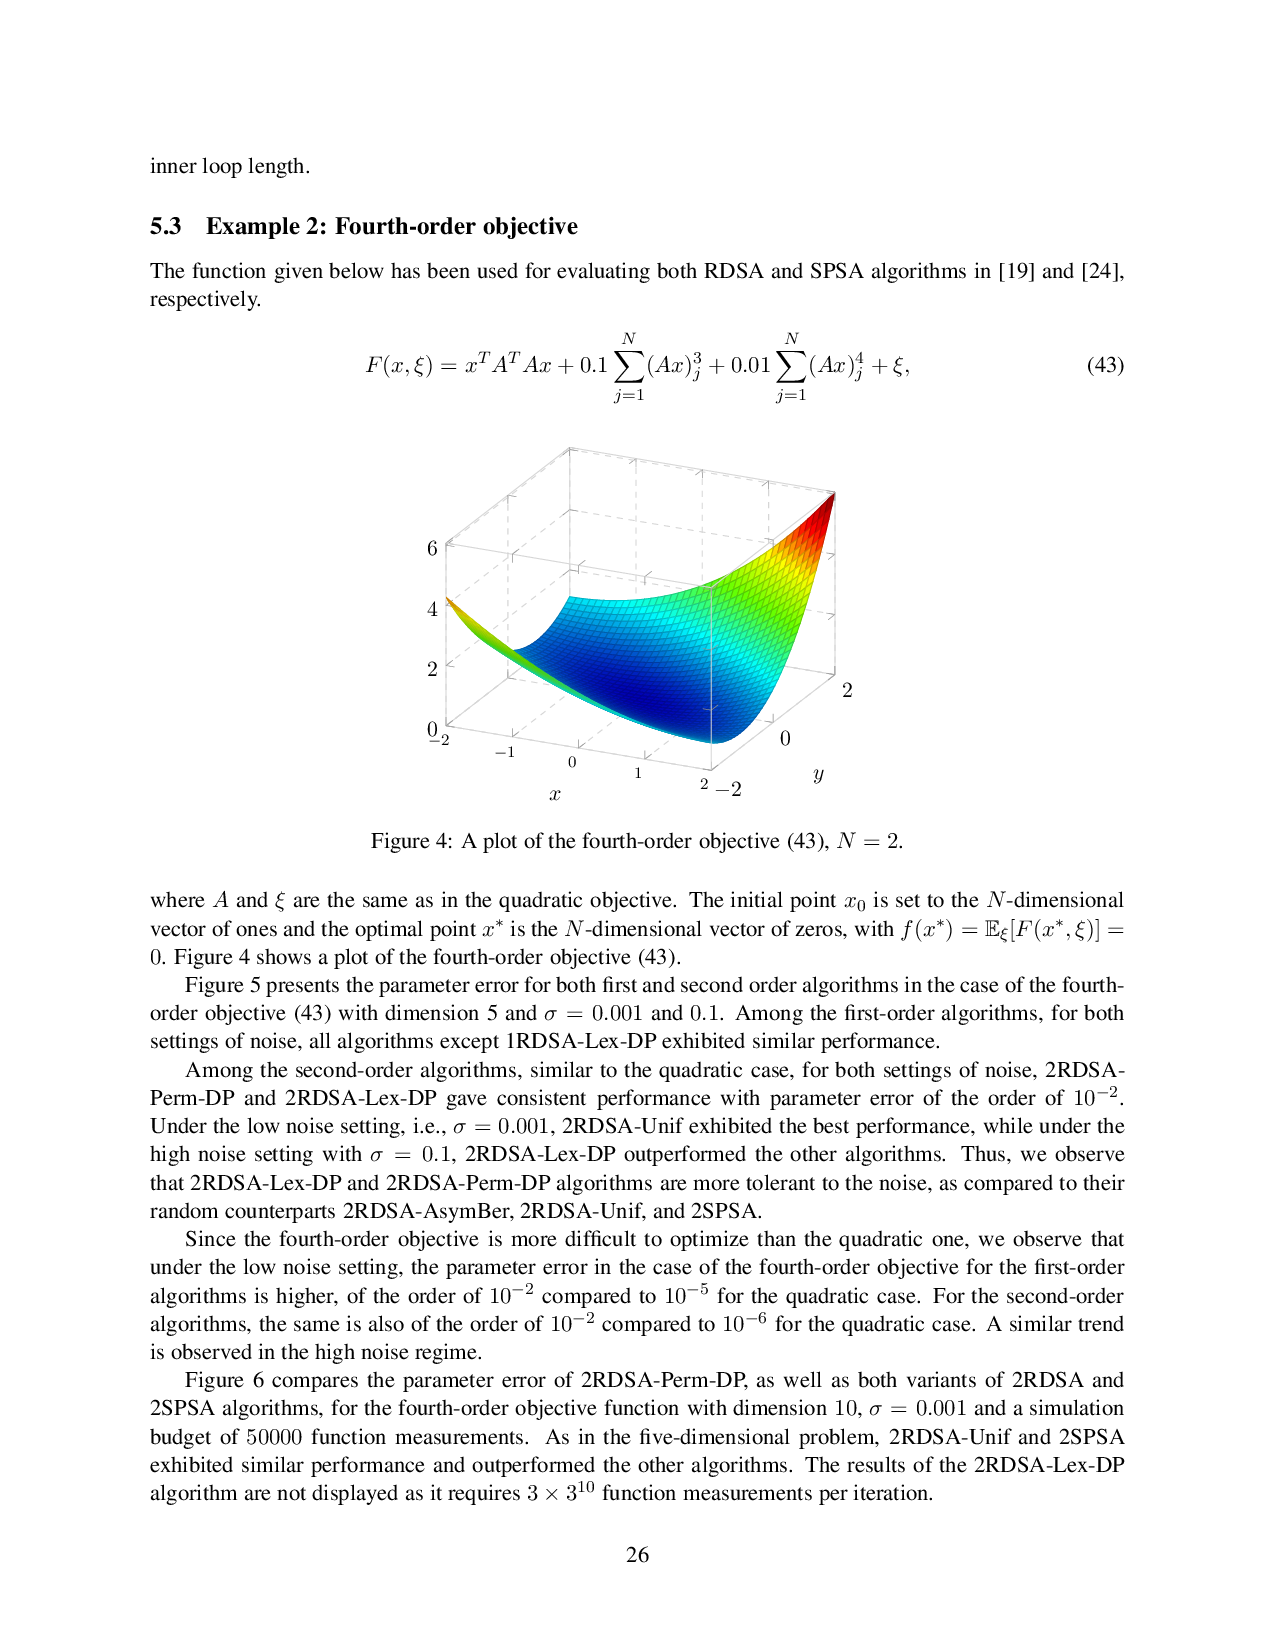 inner loop length.
5.3 Example 2: Fourth-order objective
The function given below has been used for evaluating both RDSA and SPSA algorithms in [19] and [24],
respectively.
F(x, ξ) = x^T A^T Ax + 0.1 ∑_{j=1}^{N} (Ax)_j^3 + 0.01 ∑_{j=1}^{N} (Ax)_j^4 + ξ, (43)
6
4
2
0
−2
−1
0
1
2
−2
0
2
x
y
Figure 4: A plot of the fourth-order objective (43), N = 2.
where A and ξ are the same as in the quadratic objective. The initial point x_0 is set to the N-dimensional
vector of ones and the optimal point x^* is the N-dimensional vector of zeros, with f(x^*) = 𝔼_ξ[F(x^*, ξ)] =
0. Figure 4 shows a plot of the fourth-order objective (43).
Figure 5 presents the parameter error for both first and second order algorithms in the case of the fourth-
order objective (43) with dimension 5 and σ = 0.001 and 0.1. Among the first-order algorithms, for both
settings of noise, all algorithms except 1RDSA-Lex-DP exhibited similar performance.
Among the second-order algorithms, similar to the quadratic case, for both settings of noise, 2RDSA-
Perm-DP and 2RDSA-Lex-DP gave consistent performance with parameter error of the order of 10^{−2}.
Under the low noise setting, i.e., σ = 0.001, 2RDSA-Unif exhibited the best performance, while under the
high noise setting with σ = 0.1, 2RDSA-Lex-DP outperformed the other algorithms. Thus, we observe
that 2RDSA-Lex-DP and 2RDSA-Perm-DP algorithms are more tolerant to the noise, as compared to their
random counterparts 2RDSA-AsymBer, 2RDSA-Unif, and 2SPSA.
Since the fourth-order objective is more difficult to optimize than the quadratic one, we observe that
under the low noise setting, the parameter error in the case of the fourth-order objective for the first-order
algorithms is higher, of the order of 10^{−2} compared to 10^{−5} for the quadratic case. For the second-order
algorithms, the same is also of the order of 10^{−2} compared to 10^{−6} for the quadratic case. A similar trend
is observed in the high noise regime.
Figure 6 compares the parameter error of 2RDSA-Perm-DP, as well as both variants of 2RDSA and
2SPSA algorithms, for the fourth-order objective function with dimension 10, σ = 0.001 and a simulation
budget of 50000 function measurements. As in the five-dimensional problem, 2RDSA-Unif and 2SPSA
exhibited similar performance and outperformed the other algorithms. The results of the 2RDSA-Lex-DP
algorithm are not displayed as it requires 3 × 3^{10} function measurements per iteration.
26